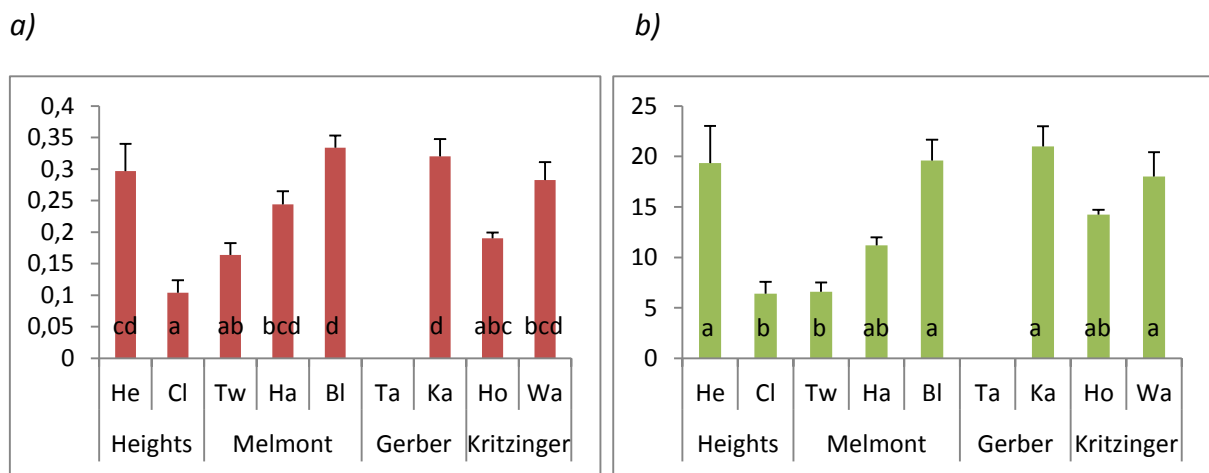 a)
0,4
0,35
0,3
0,25
0,2
0,15
0,1
0,05
0
cd a ab bcd d d abc bcd
He Cl Tw Ha Bl Ta Ka Ho Wa
Heights Melmont Gerber Kritzinger
b)
25
20
15
10
5
0
a b b ab a a ab a
He Cl Tw Ha Bl Ta Ka Ho Wa
Heights Melmont Gerber Kritzinger